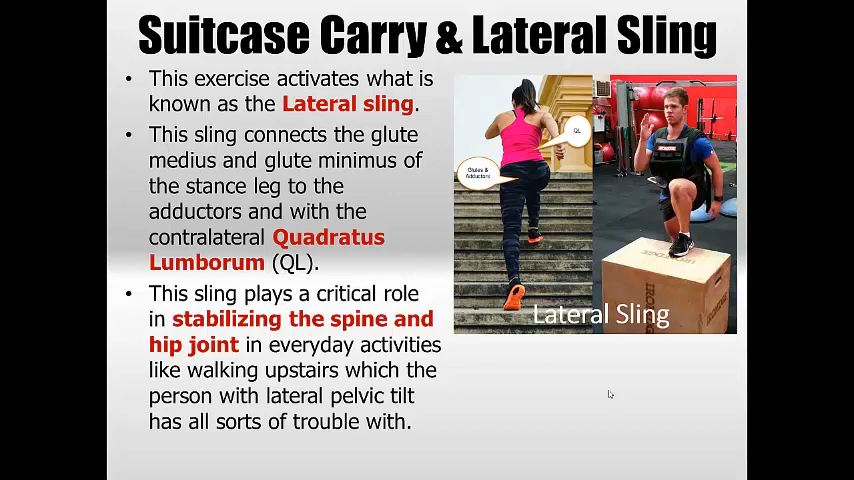 Suitcase Carry & Lateral Sling
• This exercise activates what is
known as the Lateral sling.
• This sling connects the glute
medius and glute minimus of
the stance leg to the
adductors and with the
contralateral Quadratus
Lumborum (QL).
• This sling plays a critical role
in stabilizing the spine and
hip joint in everyday activities
like walking upstairs which the
person with lateral pelvic tilt
has all sorts of trouble with.
QL
Glutes &
Adductors
Lateral Sling